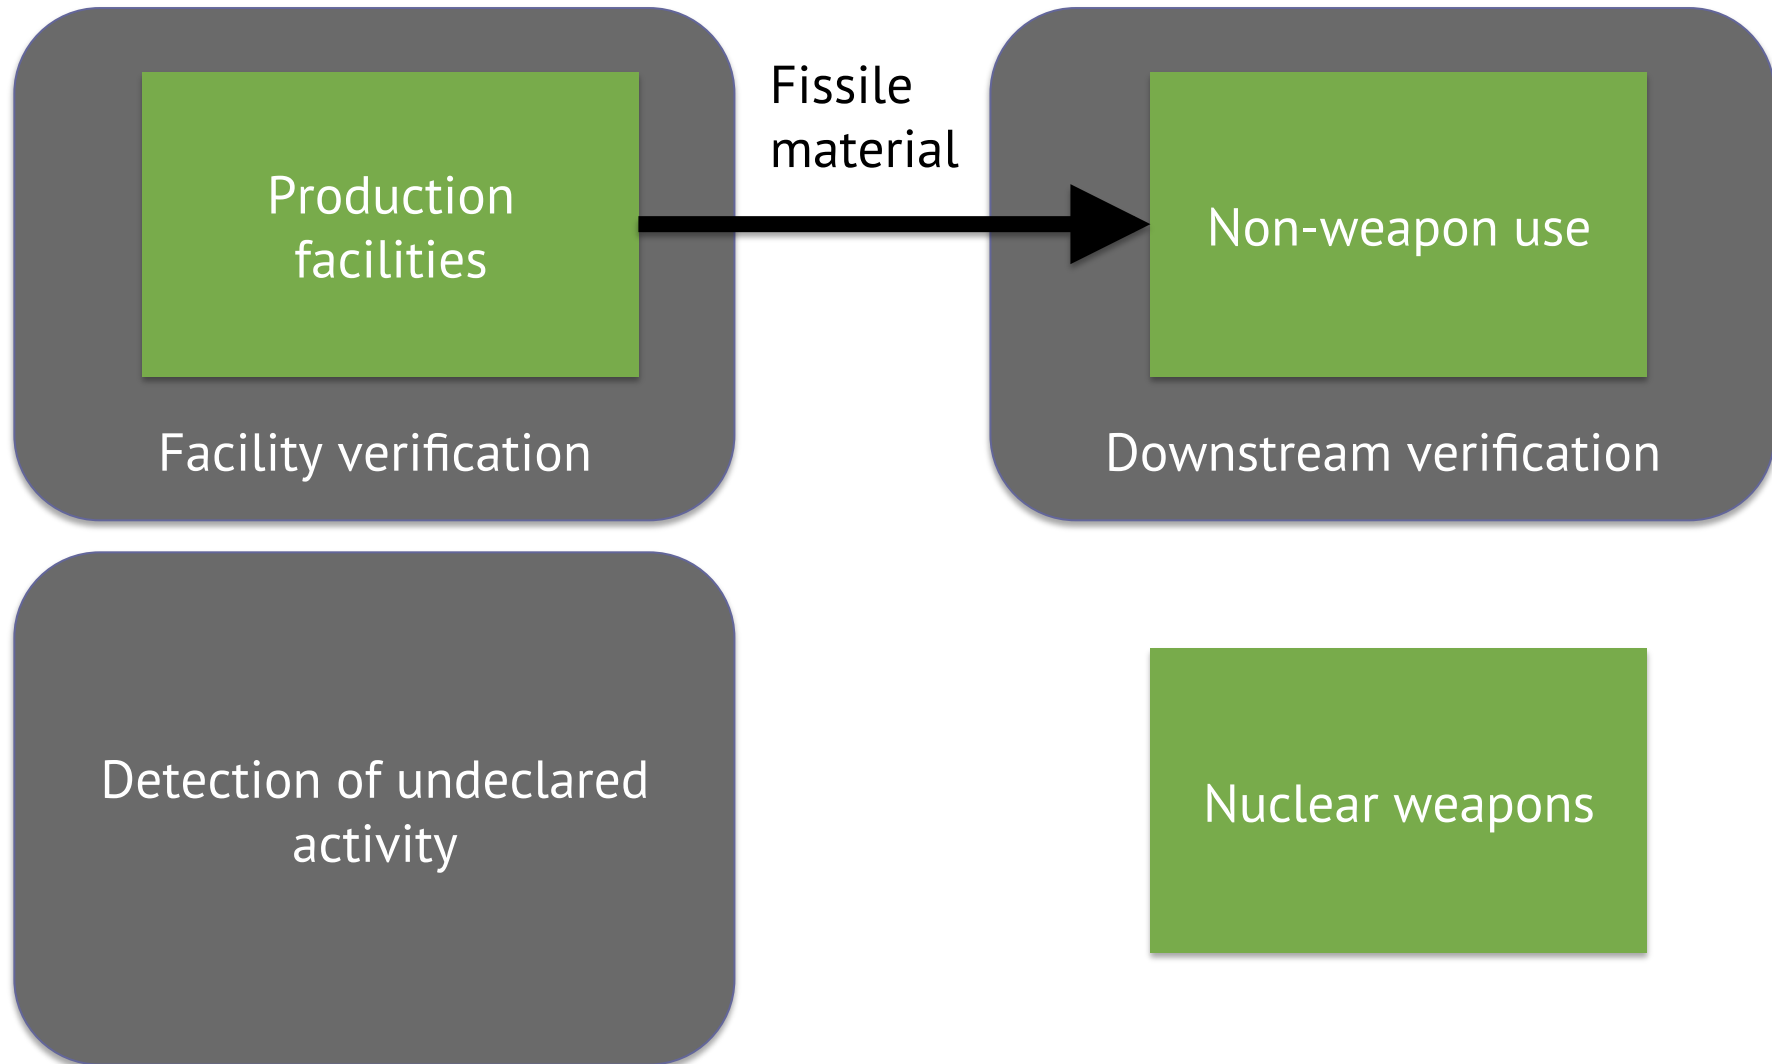 Production
facilities
Facility verification
Fissile
material
Non-weapon use
Downstream verification
Detection of undeclared
activity
Nuclear weapons